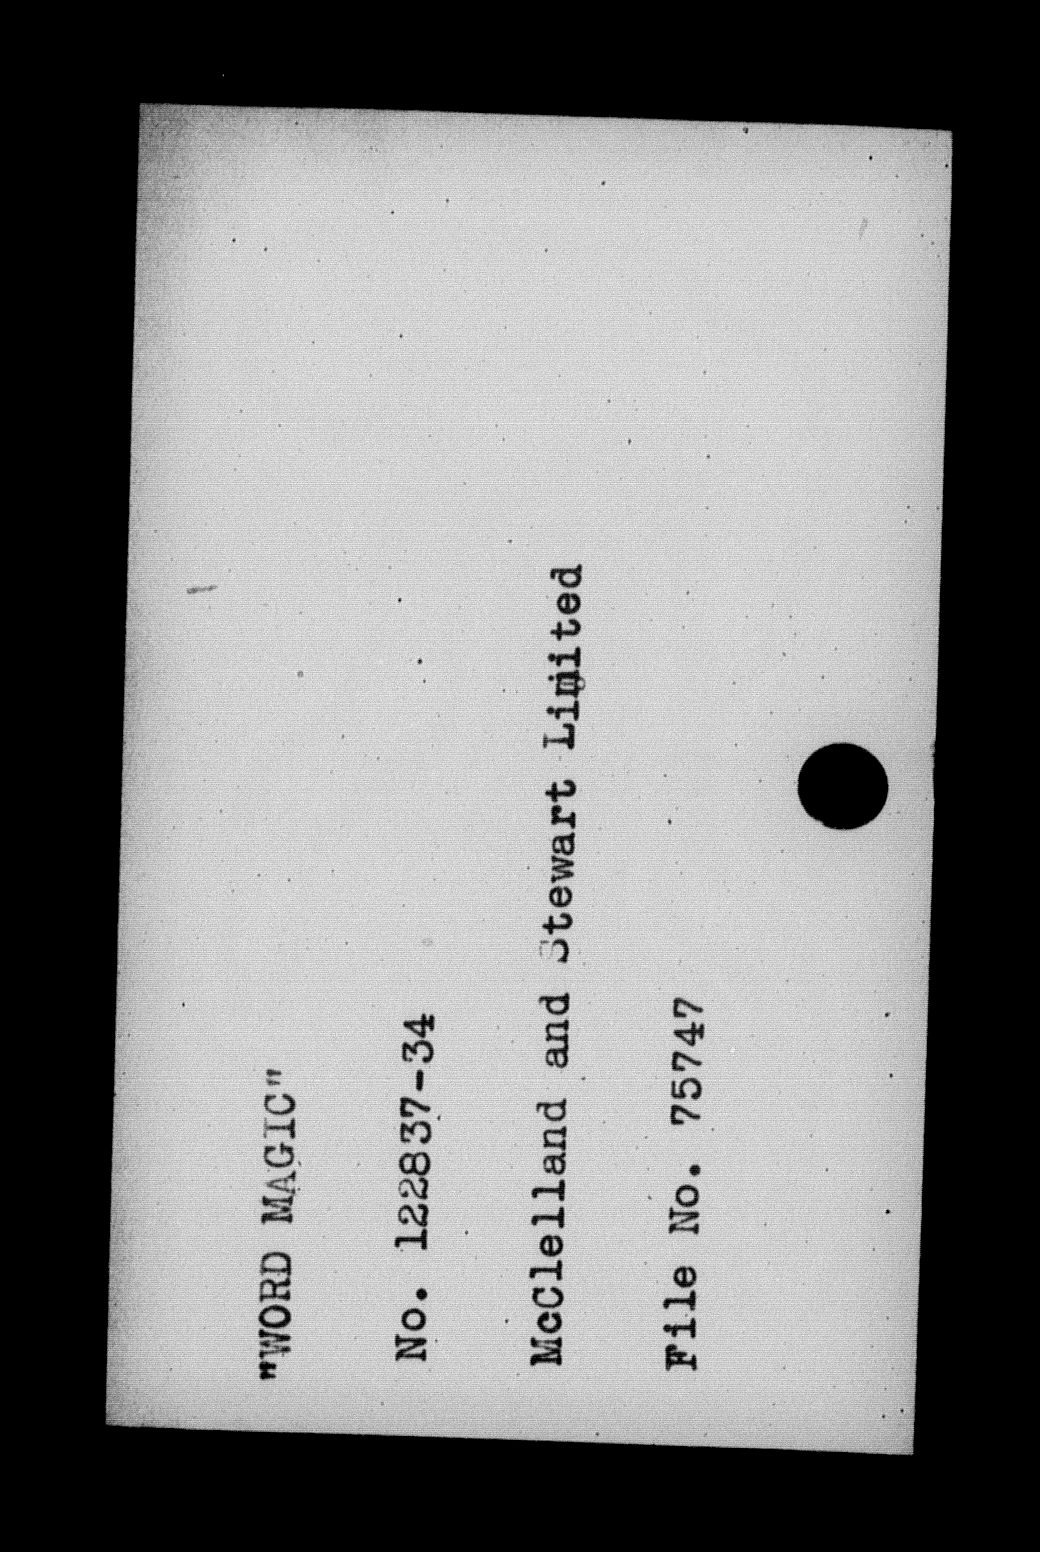 "WORD MAGIC"
No. 122837-34
McClelland and Stewart Limited
File No. 75747